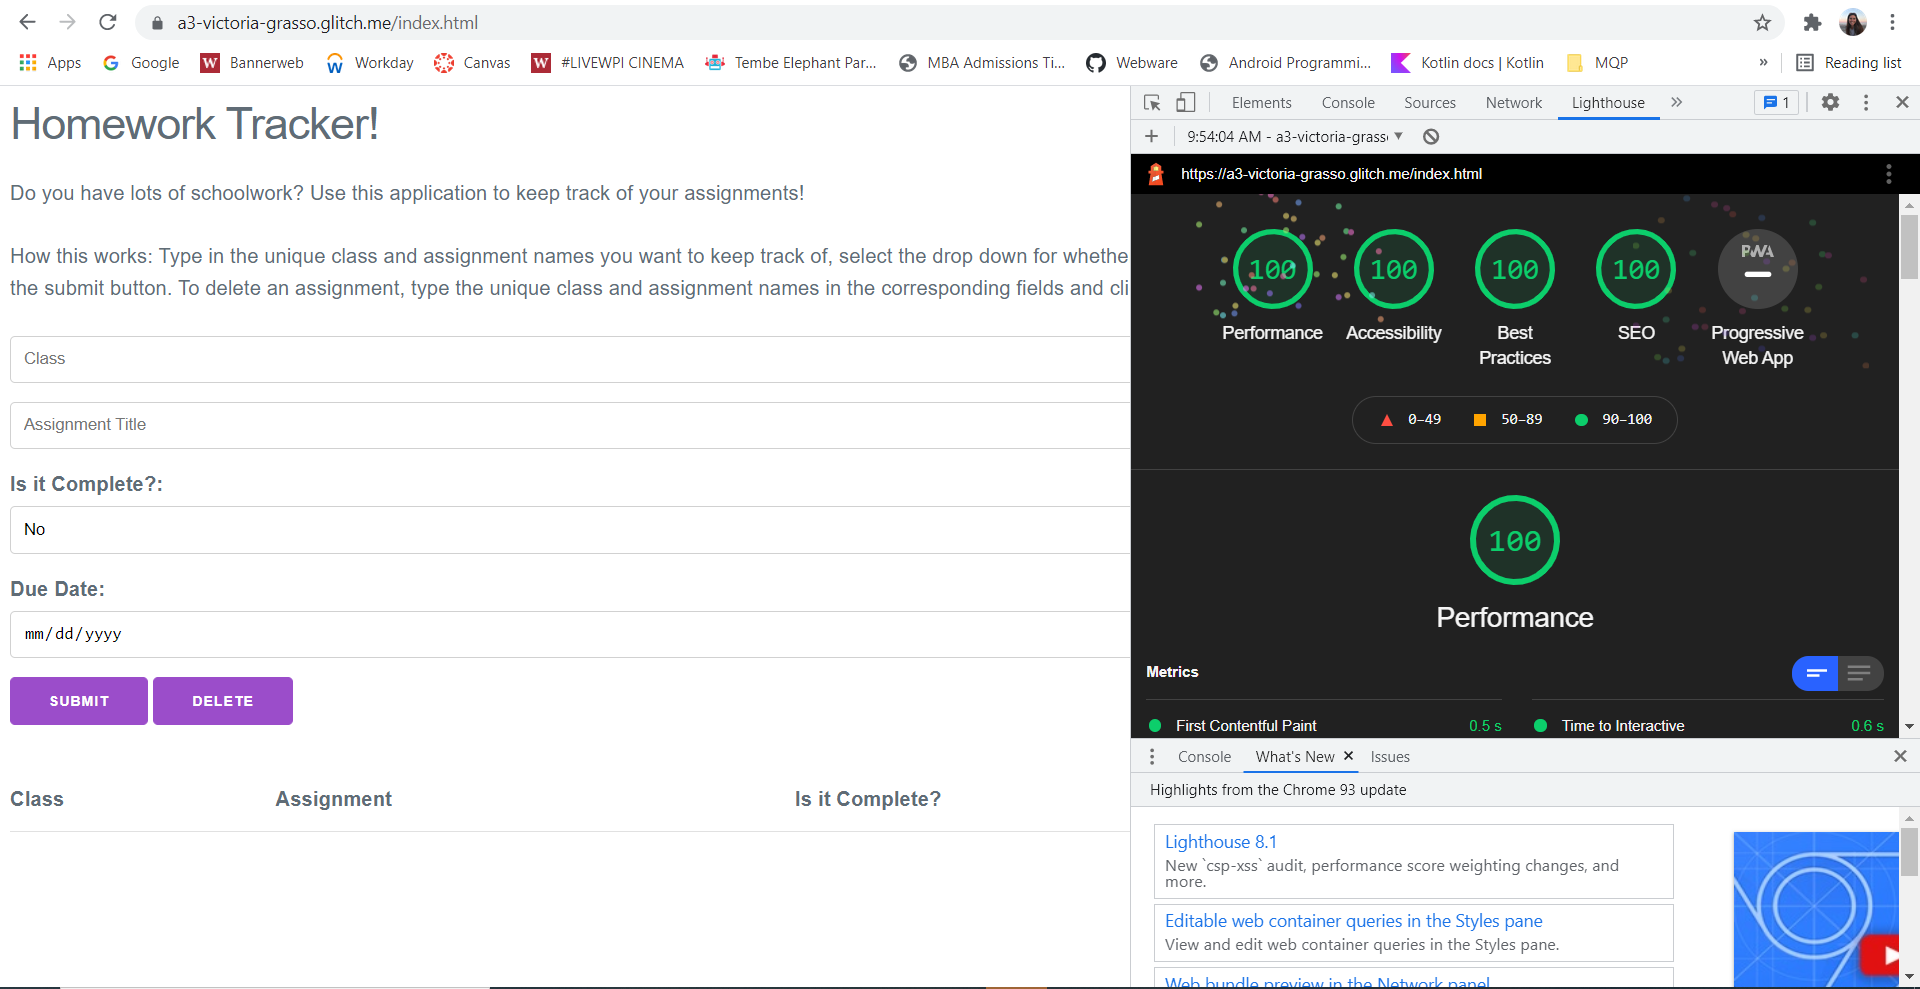 a3-victoria-grasso.glitch.me/index.html
Apps Google Bannerweb Workday Canvas #LIVEWPI CINEMA Tembe Elephant Par... MBA Admissions Ti... Webware Android Programmi... Kotlin docs | Kotlin MQP » Reading list
Homework Tracker!
Do you have lots of schoolwork? Use this application to keep track of your assignments!
How this works: Type in the unique class and assignment names you want to keep track of, select the drop down for whethe
the submit button. To delete an assignment, type the unique class and assignment names in the corresponding fields and cli
Class
Assignment Title
Is it Complete?:
No
Due Date:
mm/dd/yyyy
SUBMIT DELETE
Class Assignment Is it Complete?
Elements Console Sources Network Lighthouse » 1
9:54:04 AM - a3-victoria-grass
https://a3-victoria-grasso.glitch.me/index.html
100 100 100 100 PWA
Performance Accessibility Best Practices SEO Progressive Web App
0–49 50–89 90–100
100
Performance
Metrics
First Contentful Paint 0.5 s Time to Interactive 0.6 s
Console What's New Issues
Highlights from the Chrome 93 update
Lighthouse 8.1
New `csp-xss` audit, performance score weighting changes, and
more.
Editable web container queries in the Styles pane
View and edit web container queries in the Styles pane.
Web bundle preview in the Network panel